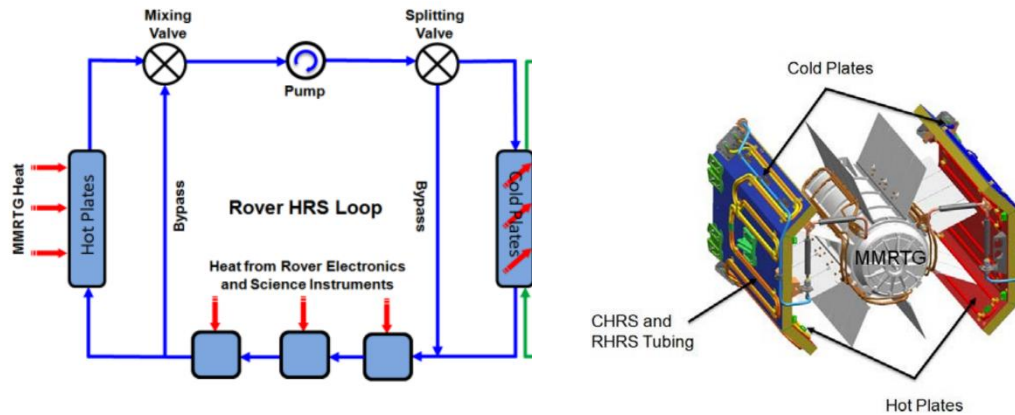 Mixing
Valve
Splitting
Valve
Pump
MMRTG Heat
Hot Plates
Bypass
Rover HRS Loop
Bypass
Cold Plates
Heat from Rover Electronics
and Science Instruments
Cold Plates
MMRTG
CHRS and
RHRS Tubing
Hot Plates